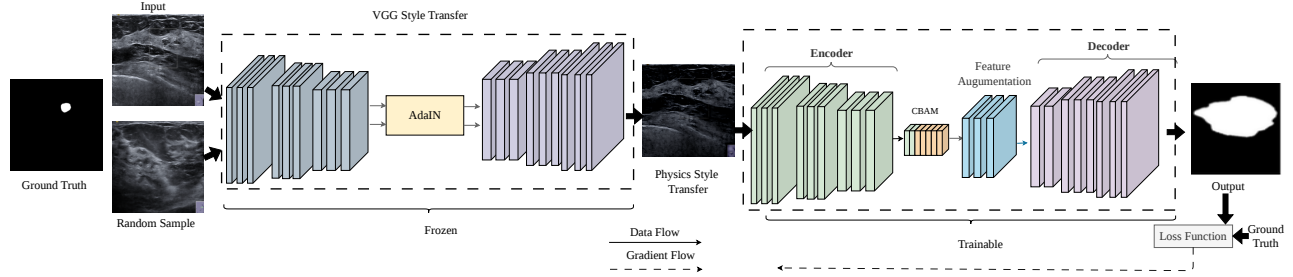 Input
VGG Style Transfer
Encoder
Decoder
Feature
Augumentation
CBAM
AdaIN
Ground Truth
Random Sample
Physics Style
Transfer
Output
Frozen
Trainable
Data Flow
Gradient Flow
Loss Function
Ground
Truth